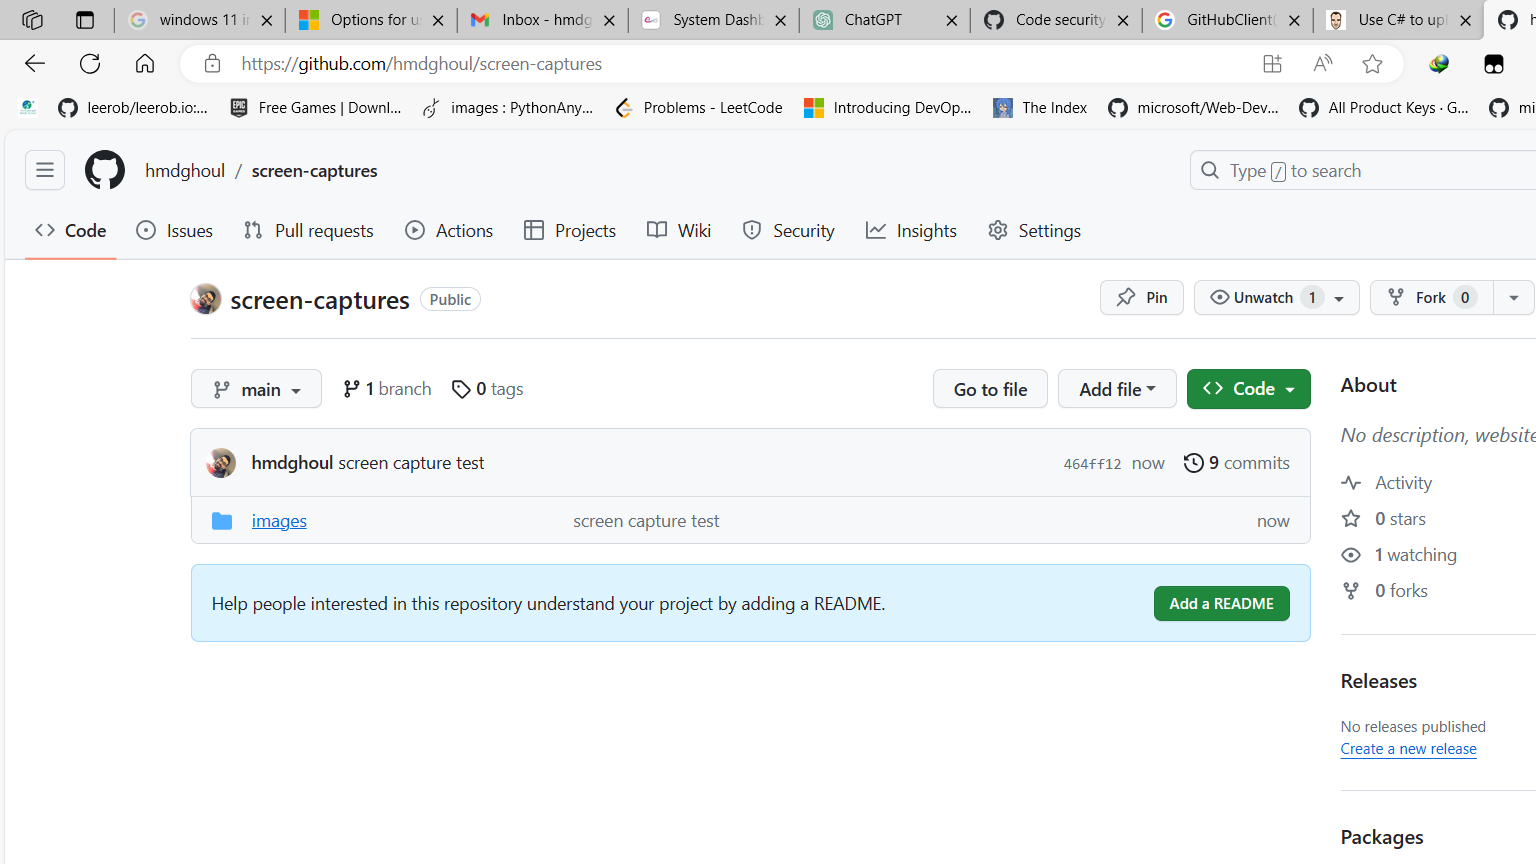 windows 11 in
Options for us
Inbox - hmdg
System Dashb
ChatGPT
Code security
GitHubClient(
Use C# to upl
https://github.com/hmdghoul/screen-captures
leerob/leerob.io:...
EPIC GAMES
Free Games | Downl...
images : PythonAny...
Problems - LeetCode
Introducing DevOp...
The Index
microsoft/Web-Dev...
All Product Keys · G...
mi
hmdghoul / screen-captures
Type / to search
Code
Issues
Pull requests
Actions
Projects
Wiki
Security
Insights
Settings
screen-captures
Public
Pin
Unwatch 1
Fork 0
main
1 branch
0 tags
Go to file
Add file
Code
About
No description, website
hmdghoul screen capture test
464ff12 now
9 commits
images
screen capture test
now
Activity
0 stars
1 watching
0 forks
Help people interested in this repository understand your project by adding a README.
Add a README
Releases
No releases published
Create a new release
Packages